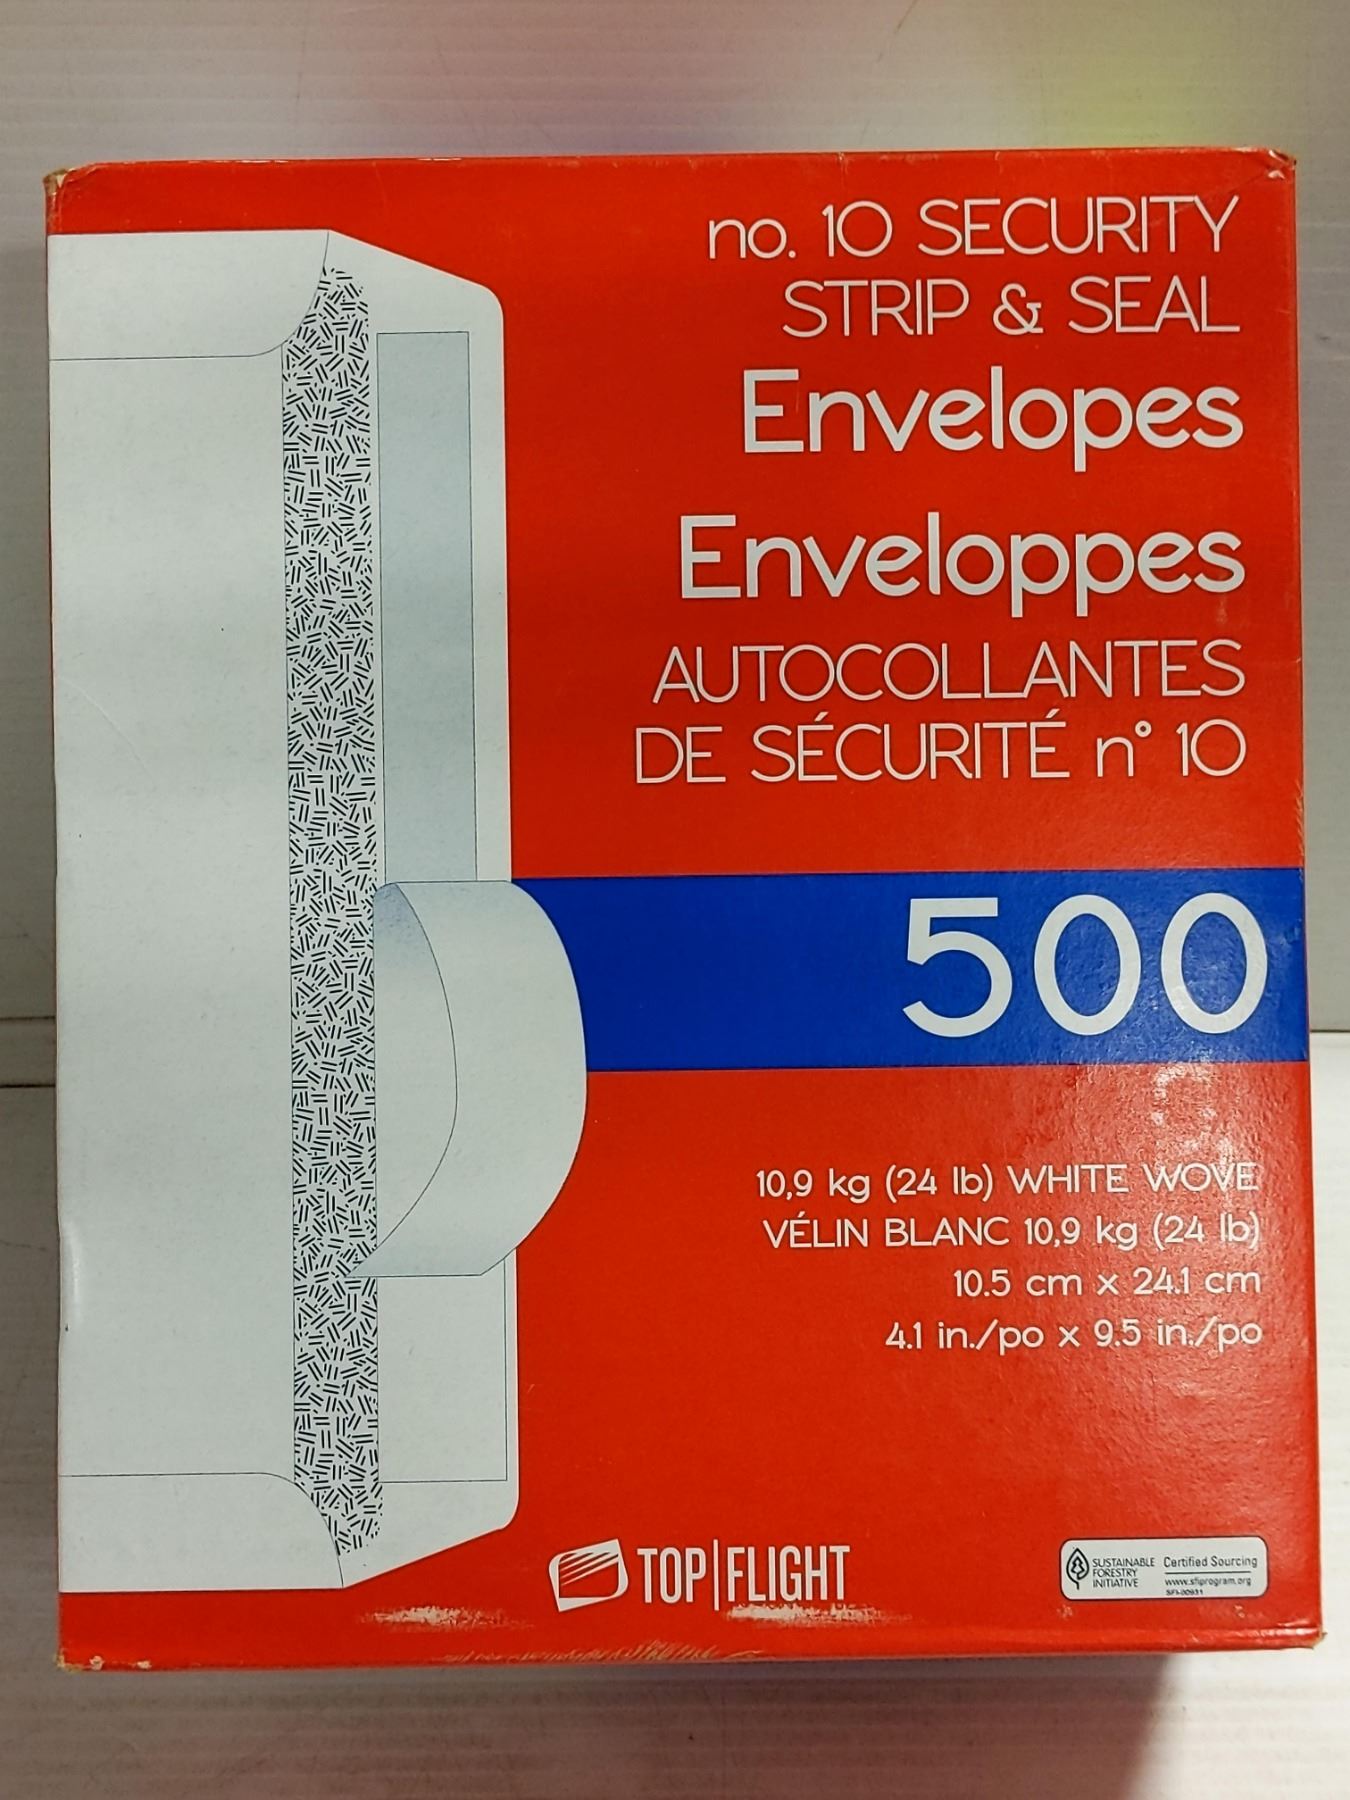 no. 10 SECURITY
STRIP & SEAL
Envelopes
Enveloppes
AUTOCOLLANTES
DE SÉCURITÉ n° 10
500
10,9 kg (24 lb) WHITE WOVE
VÉLIN BLANC 10,9 kg (24 lb)
10.5 cm x 24.1 cm
4.1 in./po x 9.5 in./po
TOP|FLIGHT
SUSTAINABLE
FORESTRY
INITIATIVE
Certified Sourcing
www.sfiprogram.org
SFI-00931